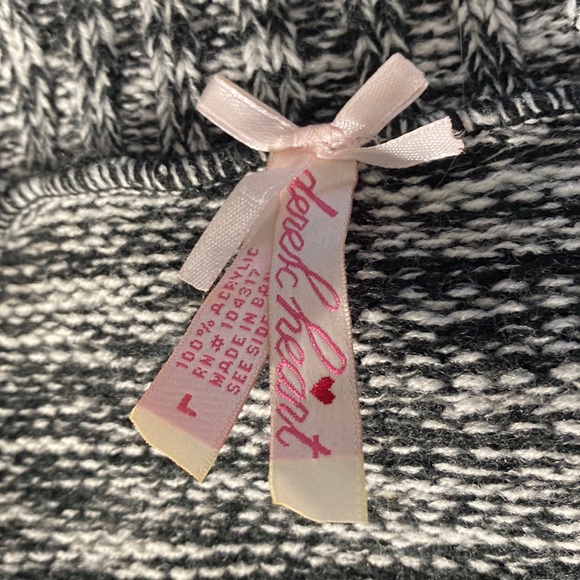 derek heart
100% ACRYLIC
RN# 104317
MADE IN
SEE SIDE
L